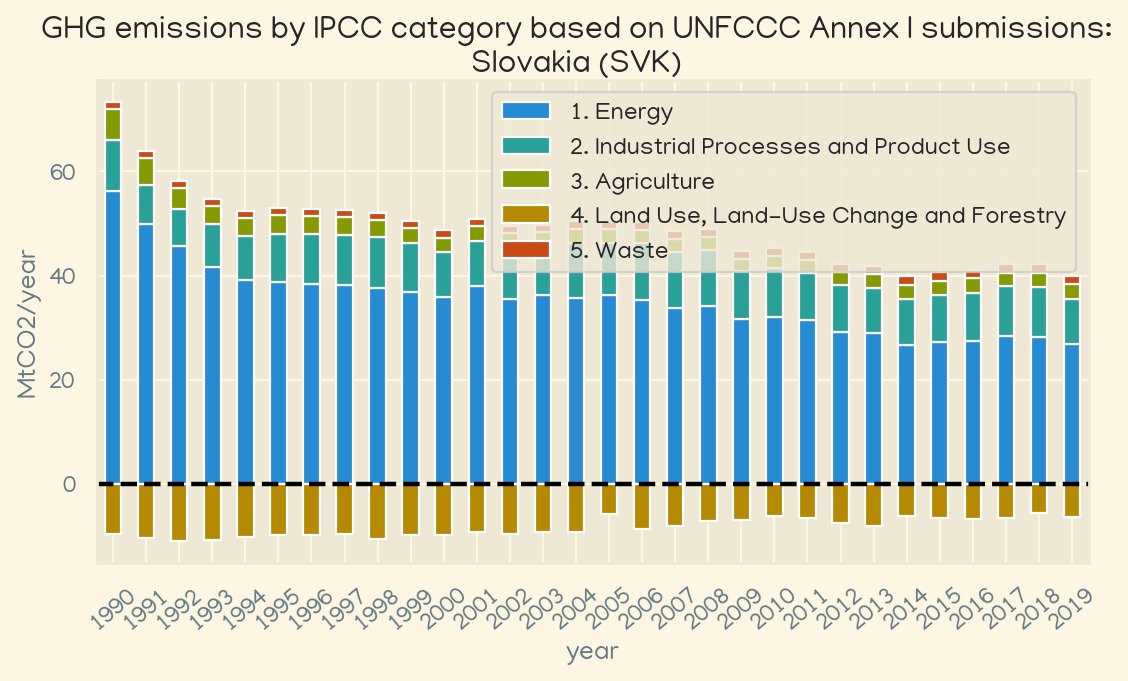 GHG emissions by IPCC category based on UNFCCC Annex I submissions:
Slovakia (SVK)
1. Energy
2. Industrial Processes and Product Use
3. Agriculture
4. Land Use, Land-Use Change and Forestry
5. Waste
MtCO2/year
60
40
20
0
1990 1991 1992 1993 1994 1995 1996 1997 1998 1999 2000 2001 2002 2003 2004 2005 2006 2007 2008 2009 2010 2011 2012 2013 2014 2015 2016 2017 2018 2019
year